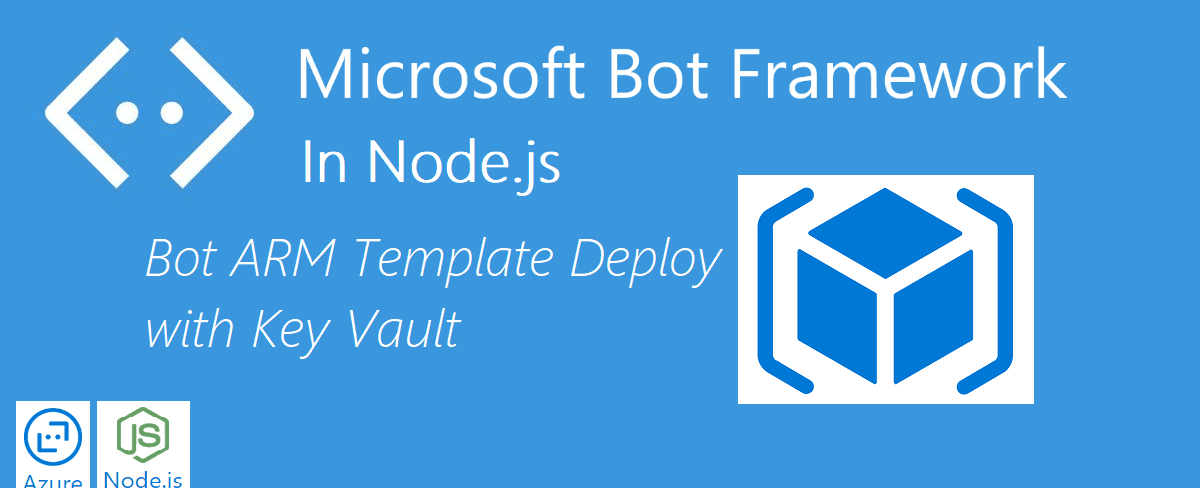 Microsoft Bot Framework
In Node.js
Bot ARM Template Deploy
with Key Vault
JS
Azure
Node.js